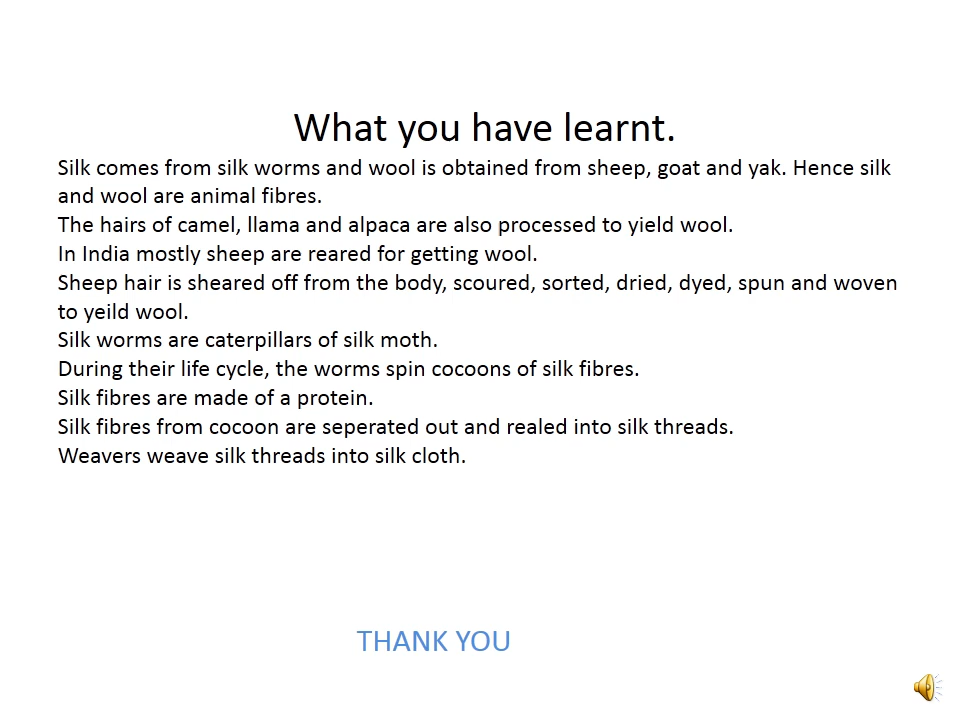 What you have learnt.
Silk comes from silk worms and wool is obtained from sheep, goat and yak. Hence silk
and wool are animal fibres.
The hairs of camel, llama and alpaca are also processed to yield wool.
In India mostly sheep are reared for getting wool.
Sheep hair is sheared off from the body, scoured, sorted, dried, dyed, spun and woven
to yeild wool.
Silk worms are caterpillars of silk moth.
During their life cycle, the worms spin cocoons of silk fibres.
Silk fibres are made of a protein.
Silk fibres from cocoon are seperated out and realed into silk threads.
Weavers weave silk threads into silk cloth.
THANK YOU